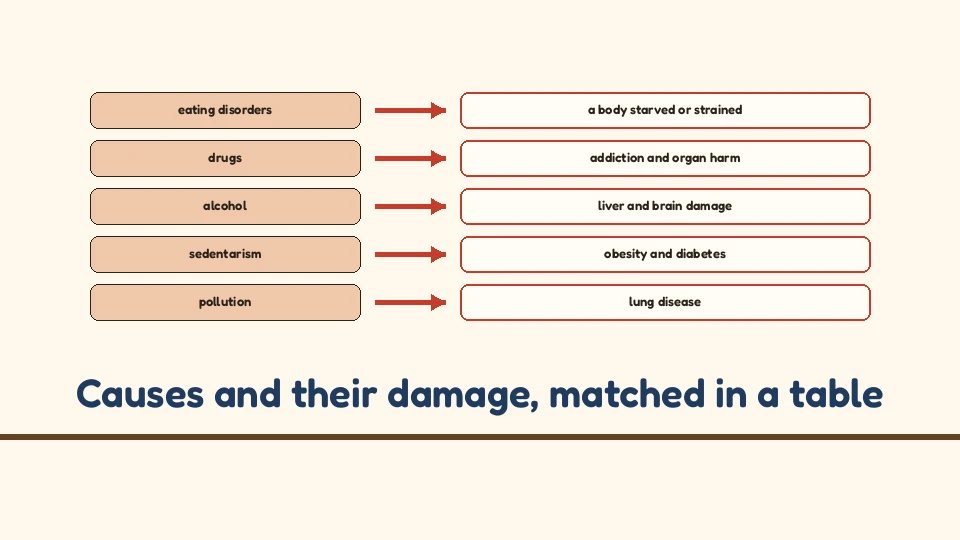 eating disorders
a body starved or strained
drugs
addiction and organ harm
alcohol
liver and brain damage
sedentarism
obesity and diabetes
pollution
lung disease
Causes and their damage, matched in a table